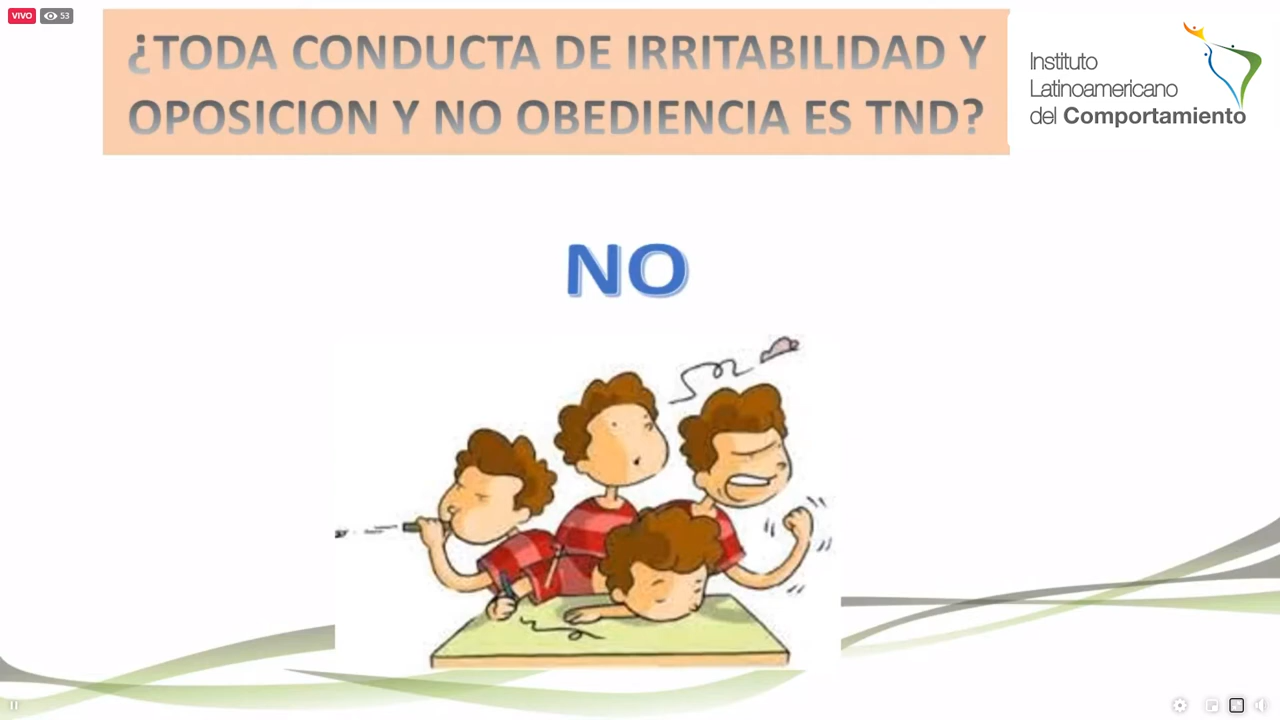 VIVO 53
¿TODA CONDUCTA DE IRRITABILIDAD Y
OPOSICION Y NO OBEDIENCIA ES TND?
Instituto
Latinoamericano
del Comportamiento
NO